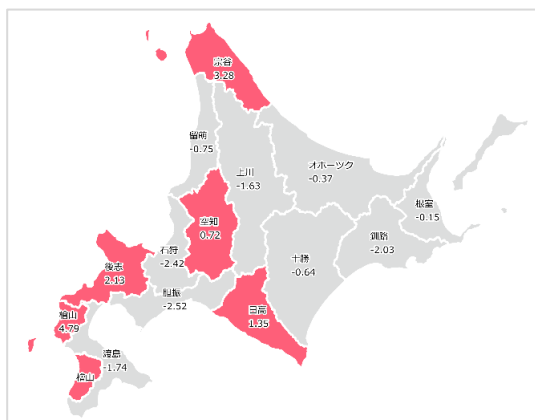 宗谷
3.28
留萌
-0.75
上川
-1.63
オホーツク
-0.37
根室
-0.15
空知
0.72
釧路
-2.03
石狩
-2.42
十勝
-0.64
後志
2.13
胆振
-2.52
日高
1.35
檜山
4.79
渡島
-1.74
檜山